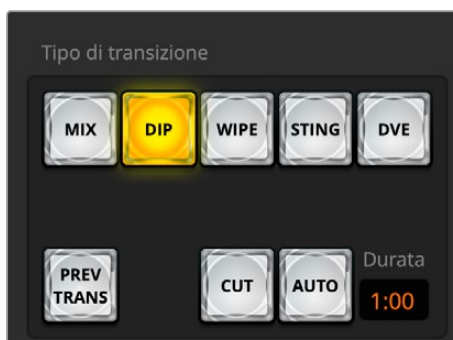 Tipo di transizione
MIX
DIP
WIPE
STING
DVE
PREV
TRANS
CUT
AUTO
Durata
1:00